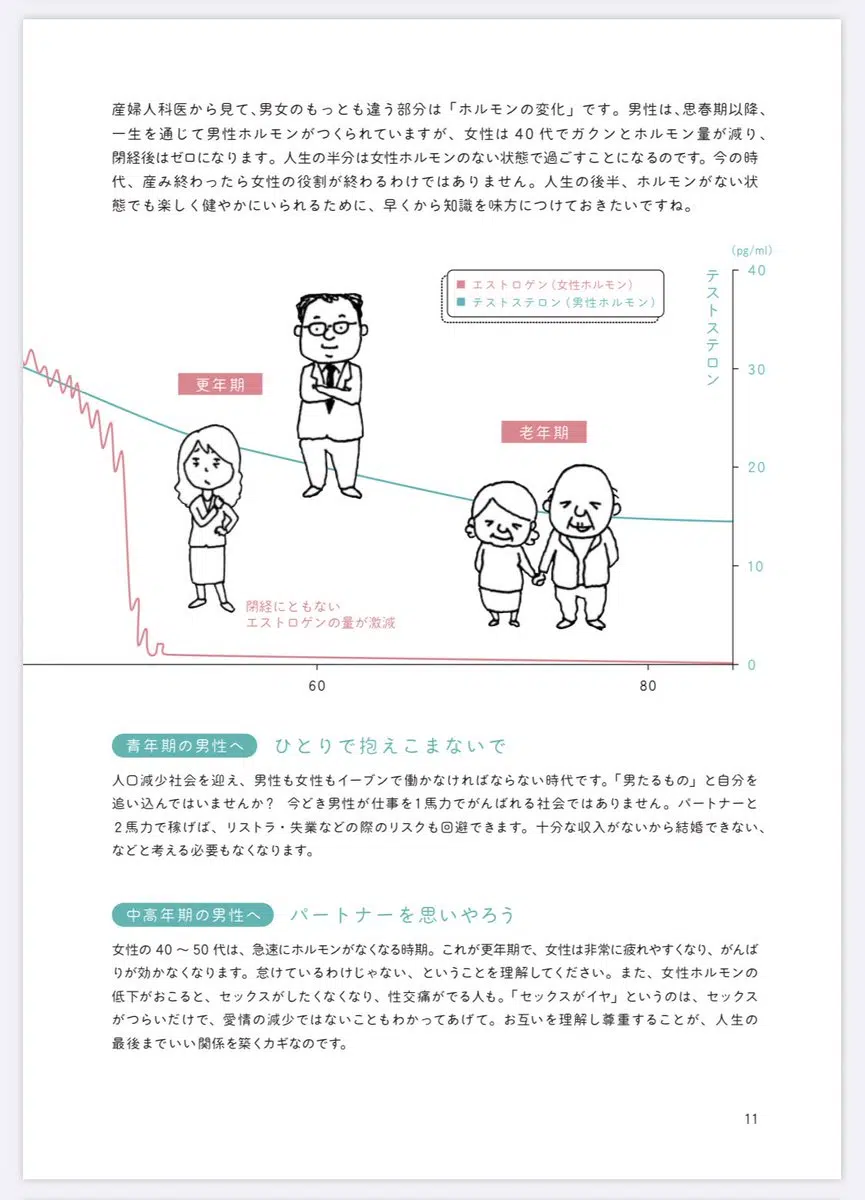 産婦人科医から見て、男女のもっとも違う部分は「ホルモンの変化」です。男性は、思春期以降、
一生を通じて男性ホルモンがつくられていますが、女性は 40 代でガクンとホルモン量が減り、
閉経後はゼロになります。人生の半分は女性ホルモンのない状態で過ごすことになるのです。今の時
代、産み終わったら女性の役割が終わるわけではありません。人生の後半、ホルモンがない状
態でも楽しく健やかにいられるために、早くから知識を味方につけておきたいですね。
(pg/ml)
エストロゲン（女性ホルモン）
テストステロン（男性ホルモン）
テストステロン
40
30
20
10
0
更年期
老年期
閉経にともない
エストロゲンの量が激減
60
80
青年期の男性へ ひとりで抱えこまないで
人口減少社会を迎え、男性も女性もイーブンで働かなければならない時代です。「男たるもの」と自分を
追い込んではいませんか？ 今どき男性が仕事を1馬力でがんばれる社会ではありません。パートナーと
2馬力で稼げば、リストラ・失業などの際のリスクも回避できます。十分な収入がないから結婚できない、
などと考える必要もなくなります。
中高年期の男性へ パートナーを思いやろう
女性の 40 〜 50 代は、急速にホルモンがなくなる時期。これが更年期で、女性は非常に疲れやすくなり、がんば
りが効かなくなります。怠けているわけじゃない、ということを理解してください。また、女性ホルモンの
低下がおこると、セックスがしたくなくなり、性交痛がでる人も。「セックスがイヤ」というのは、セックス
がつらいだけで、愛情の減少ではないこともわかってあげて。お互いを理解し尊重することが、人生の
最後までいい関係を築くカギなのです。
11